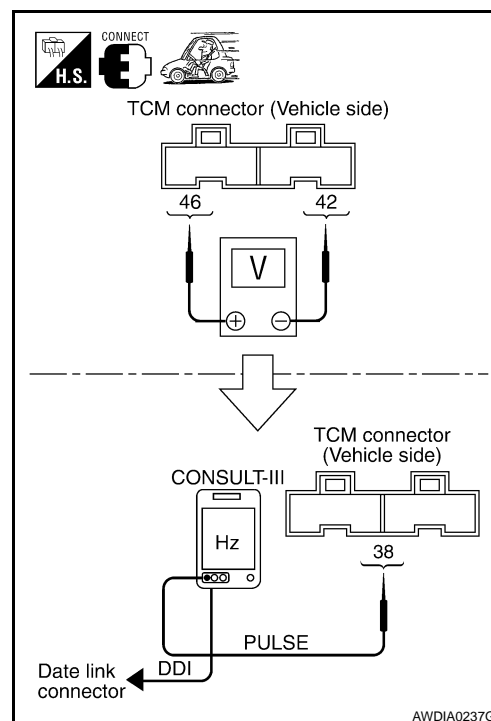 CONNECT
H.S.
TCM connector (Vehicle side)
46
42
V
+
−
TCM connector
(Vehicle side)
CONSULT-III
Hz
38
PULSE
DDI
Date link
connector
AWDIA0237G